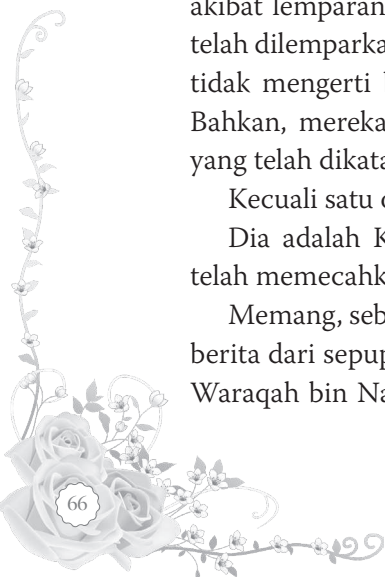 akibat lemparan
telah dilemparka
tidak mengerti
Bahkan, mereka
yang telah dikata
Kecuali satu
Dia adalah K
telah memecahk
Memang, seb
berita dari sepup
Waraqah bin Na
66